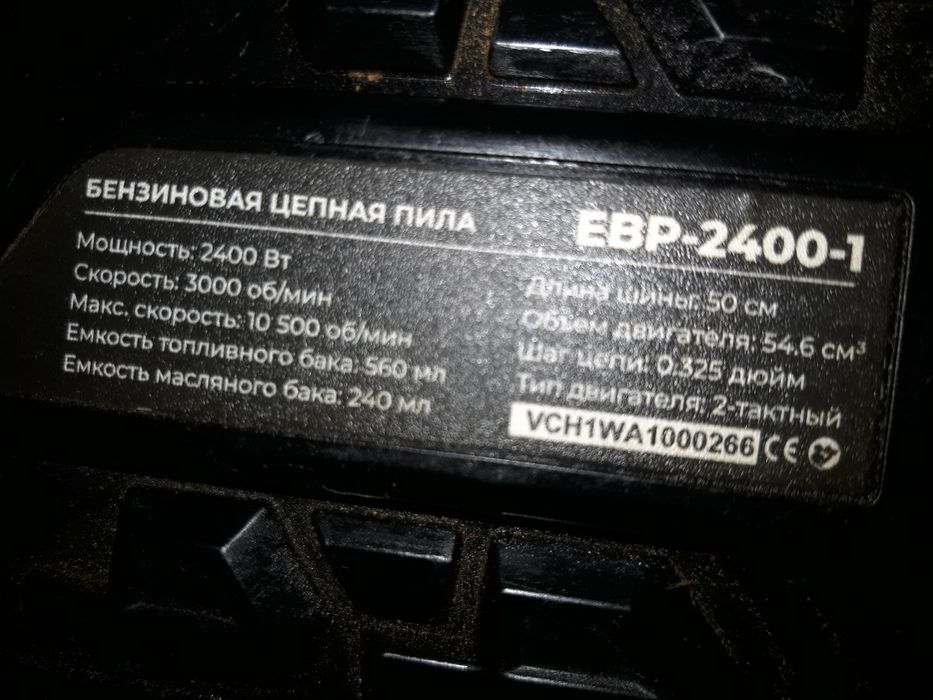 БЕНЗИНОВАЯ ЦЕПНАЯ ПИЛА
EBP-2400-1
Мощность: 2400 Вт
Скорость: 3000 об/мин
Макс. скорость: 10 500 об/мин
Емкость топливного бака: 560 мл
Емкость масляного бака: 240 мл
Длина шины: 50 см
Объем двигателя: 54.6 см³
Шаг цепи: 0.325 дюйм
Тип двигателя: 2-тактный
VCH1WA1000266 CE